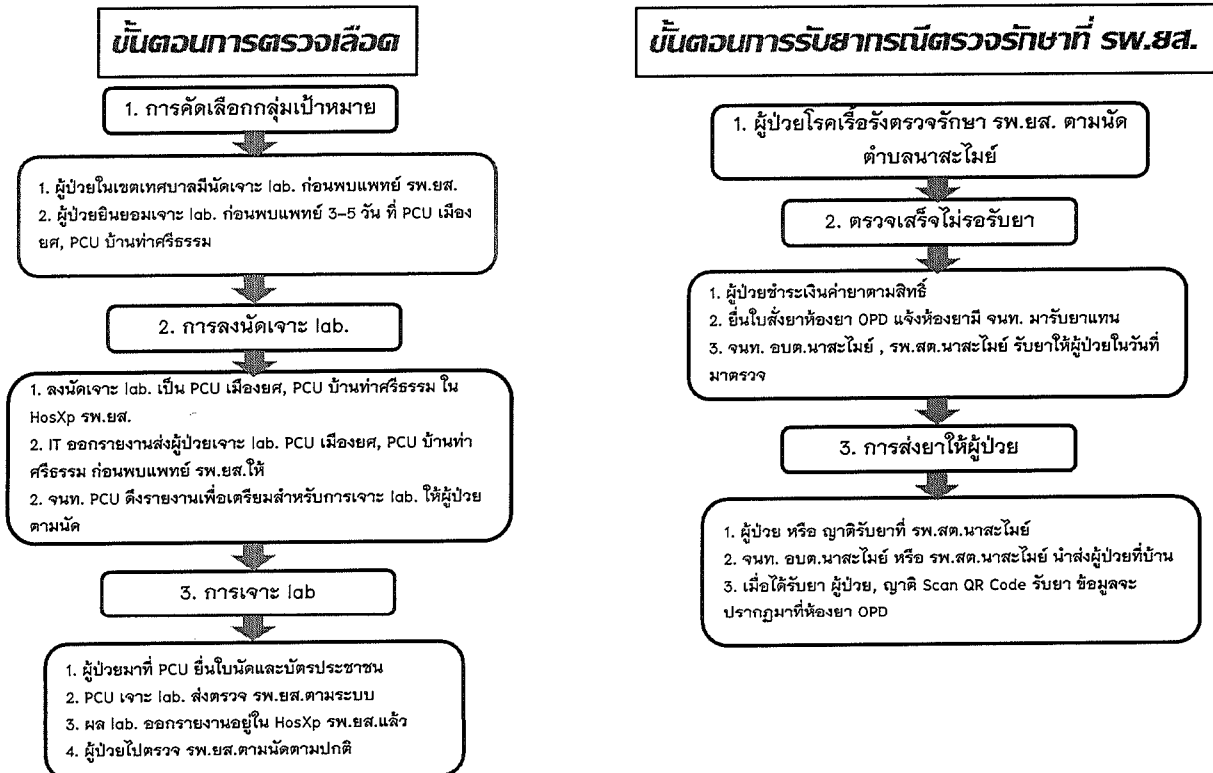 ขั้นตอนการตรวจเลือด
1. การคัดเลือกกลุ่มเป้าหมาย
1. ผู้ป่วยในเขตเทศบาลมีนัดเจาะ lab. ก่อนพบแพทย์ รพ.ยส.
2. ผู้ป่วยยินยอมเจาะ lab. ก่อนพบแพทย์ 3-5 วัน ที่ PCU เมือง
ยศ, PCU บ้านท่าศรีธรรม
2. การลงนัดเจาะ lab.
1. ลงนัดเจาะ lab. เป็น PCU เมืองยศ, PCU บ้านท่าศรีธรรม ใน
HosXp รพ.ยส.
2. IT ออกรายงานส่งผู้ป่วยเจาะ lab. PCU เมืองยศ, PCU บ้านท่า
ศรีธรรม ก่อนพบแพทย์ รพ.ยส.ให้
2. จนท. PCU ดึงรายงานเพื่อเตรียมสำหรับการเจาะ lab. ให้ผู้ป่วย
ตามนัด
3. การเจาะ lab
1. ผู้ป่วยมาที่ PCU ยื่นใบนัดและบัตรประชาชน
2. PCU เจาะ lab. ส่งตรวจ รพ.ยส.ตามระบบ
3. ผล lab. ออกรายงานอยู่ใน HosXp รพ.ยส.แล้ว
4. ผู้ป่วยไปตรวจ รพ.ยส.ตามนัดตามปกติ
ขั้นตอนการรับยากรณีตรวจรักษาที่ รพ.ยส.
1. ผู้ป่วยโรคเรื้อรังตรวจรักษา รพ.ยส. ตามนัด
ตำบลนาสะไมย์
2. ตรวจเสร็จไม่รอรับยา
1. ผู้ป่วยชำระเงินค่ายาตามสิทธิ์
2. ยื่นใบสั่งยาห้องยา OPD แจ้งห้องยามี จนท. มารับยาแทน
3. จนท. อบต.นาสะไมย์ , รพ.สต.นาสะไมย์ รับยาให้ผู้ป่วยในวันที่
มาตรวจ
3. การส่งยาให้ผู้ป่วย
1. ผู้ป่วย หรือ ญาติรับยาที่ รพ.สต.นาสะไมย์
2. จนท. อบต.นาสะไมย์ หรือ รพ.สต.นาสะไมย์ นำส่งผู้ป่วยที่บ้าน
3. เมื่อได้รับยา ผู้ป่วย, ญาติ Scan QR Code รับยา ข้อมูลจะ
ปรากฏมาที่ห้องยา OPD